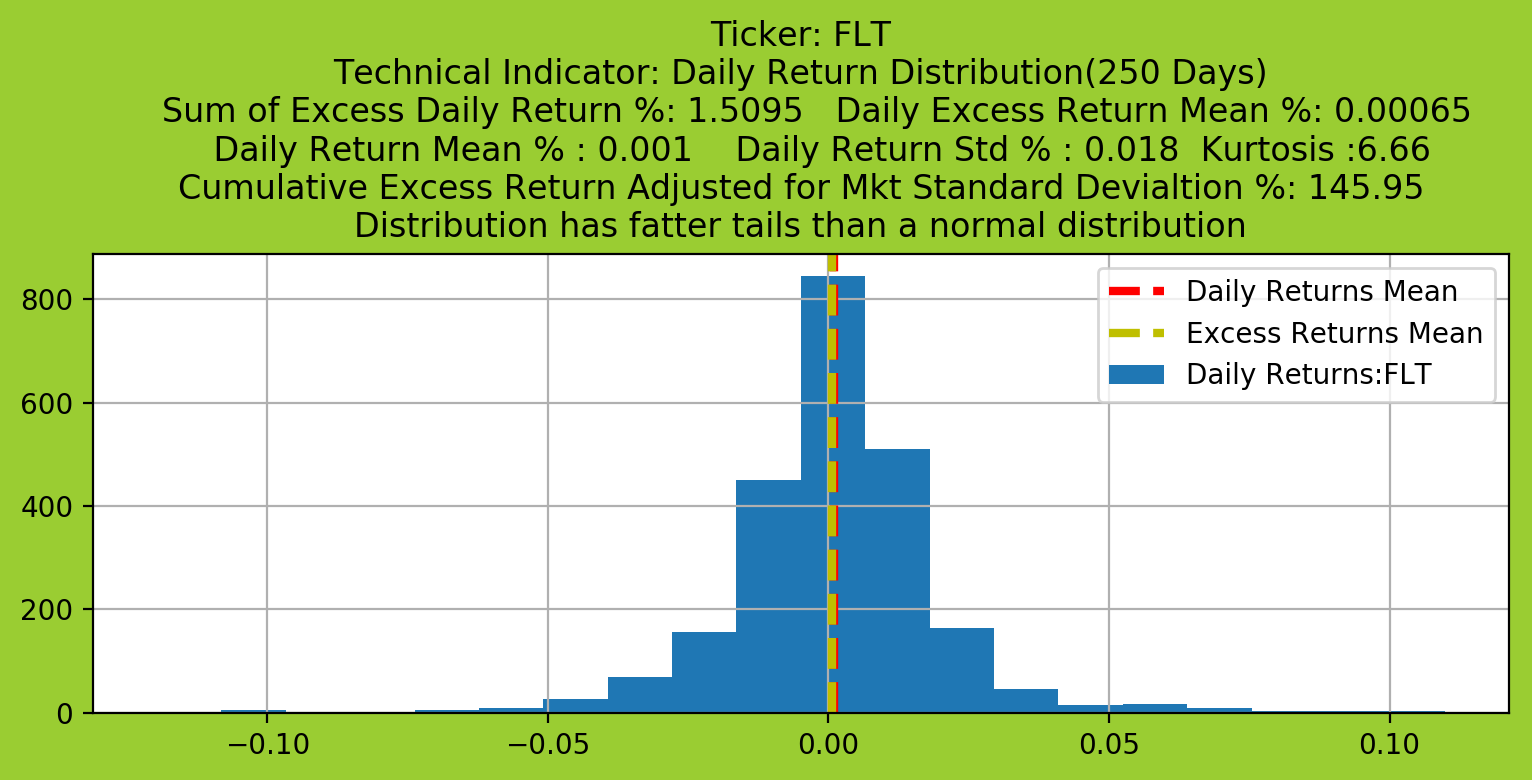 Ticker: FLT
Technical Indicator: Daily Return Distribution(250 Days)
Sum of Excess Daily Return %: 1.5095   Daily Excess Return Mean %: 0.00065
Daily Return Mean % : 0.001    Daily Return Std % : 0.018  Kurtosis :6.66
Cumulative Excess Return Adjusted for Mkt Standard Devialtion %: 145.95
Distribution has fatter tails than a normal distribution
Daily Returns Mean
Excess Returns Mean
Daily Returns:FLT
800
600
400
200
0
−0.10
−0.05
0.00
0.05
0.10